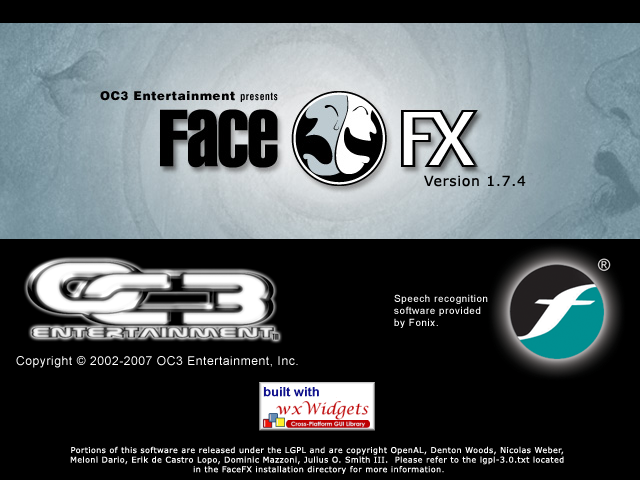 OC3 Entertainment presents
Face FX
Version 1.7.4
OC3
ENTERTAINMENT TM
Speech recognition
software provided
by Fonix.
®
Copyright © 2002-2007 OC3 Entertainment, Inc.
built with
wxWidgets
Cross-Platform GUI Library
Portions of this software are released under the LGPL and are copyright OpenAL, Denton Woods, Nicolas Weber,
Meloni Dario, Erik de Castro Lopo, Dominic Mazzoni, Julius O. Smith III. Please refer to the lgpl-3.0.txt located
in the FaceFX installation directory for more information.